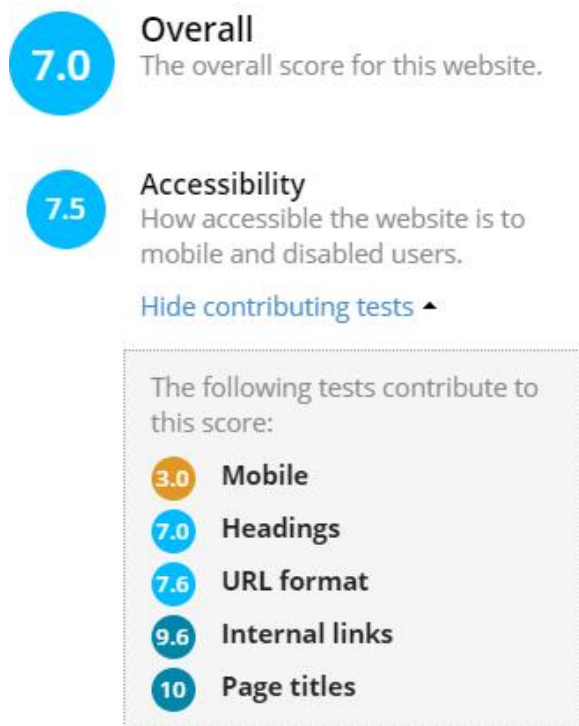 7.0
Overall
The overall score for this website.
7.5
Accessibility
How accessible the website is to
mobile and disabled users.
Hide contributing tests
The following tests contribute to
this score:
3.0 Mobile
7.0 Headings
7.6 URL format
9.6 Internal links
10 Page titles